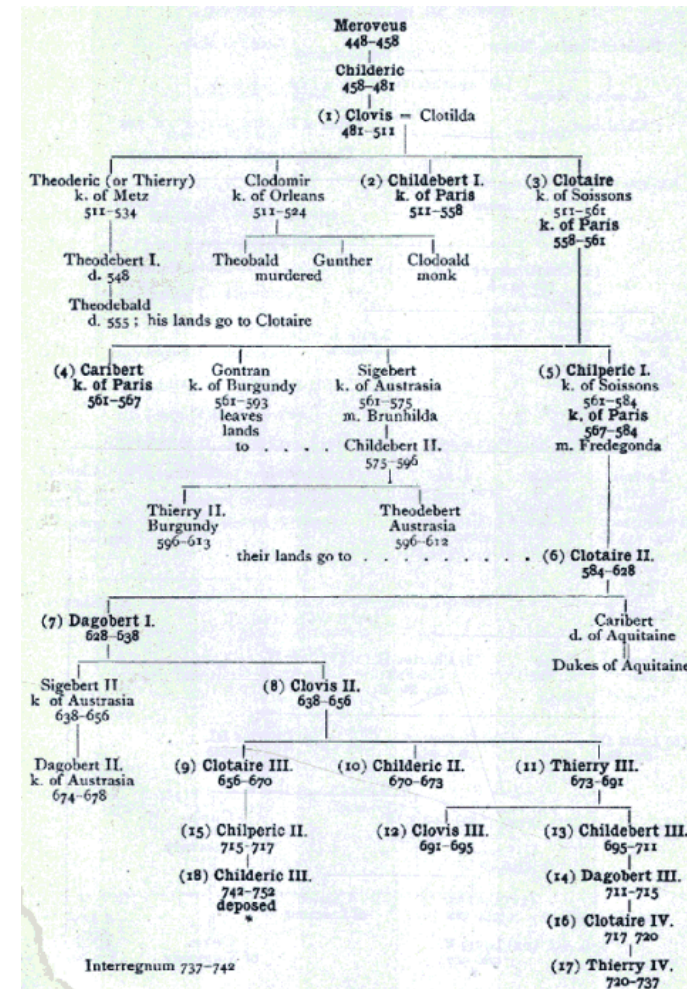 Meroveus
448-458
Childeric
458-481
(1) Clovis = Clotilda
481-511
Theoderic (or Thierry)
k. of Metz
511-534
Clodomir
k. of Orleans
511-524
(2) Childebert I.
k. of Paris
511-558
(3) Clotaire
k. of Soissons
511-561
k. of Paris
558-561
Theodebert I.
d. 548
Theobald Gunther
murdered
Clodoald
monk
Theodebald
d. 555 ; his lands go to Clotaire
(4) Caribert
k. of Paris
561-567
Gontran
k. of Burgundy
561-593
leaves
lands
to . . . . .
Sigebert
k. of Austrasia
561-575
m. Brunhilda
Childebert II.
575-596
(5) Chilperic I.
k. of Soissons
561-584
k. of Paris
567-584
m. Fredegonda
Thierry II.
Burgundy
596-613
Theodebert
Austrasia
596-612
their lands go to . . . . . . . . . . (6) Clotaire II.
584-628
(7) Dagobert I.
628-638
Caribert
d. of Aquitaine
Dukes of Aquitaine
Sigebert II
k of Austrasia
638-656
(8) Clovis II.
638-656
Dagobert II.
k. of Austrasia
674-678
(9) Clotaire III.
656-670
(10) Childeric II.
670-673
(11) Thierry III.
673-691
(15) Chilperic II.
715-717
(12) Clovis III.
691-695
(13) Childebert III.
695-711
(18) Childeric III.
742-752
deposed
*
(14) Dagobert III.
711-715
(16) Clotaire IV.
717 720
Interregnum 737-742
(17) Thierry IV.
720-737